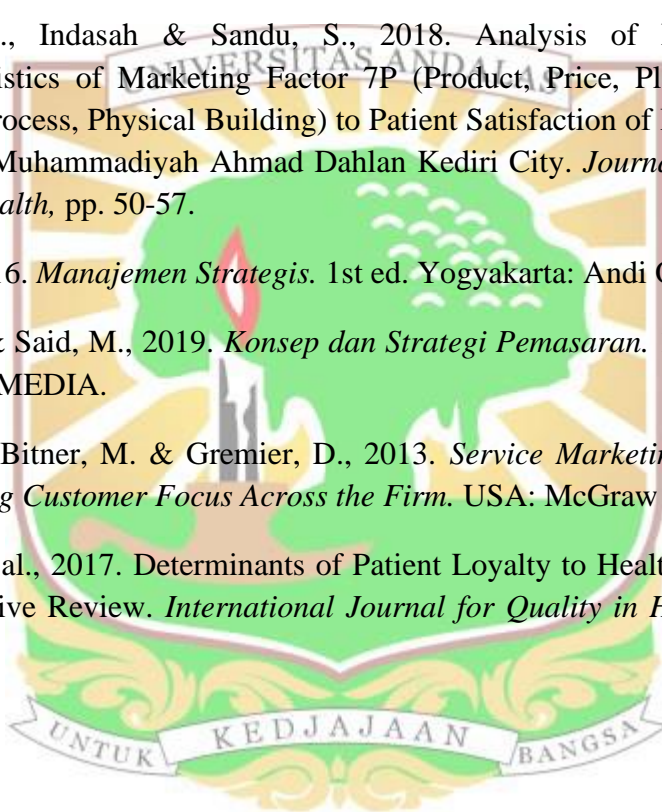 ., Indasah & Sandu, S., 2018. Analysis of
UNIVERSITAS ANDALAS
istics of Marketing Factor 7P (Product, Price, Pl
rocess, Physical Building) to Patient Satisfaction of
Muhammadiyah Ahmad Dahlan Kediri City. Journa
alth, pp. 50-57.
16. Manajemen Strategis. 1st ed. Yogyakarta: Andi
& Said, M., 2019. Konsep dan Strategi Pemasaran.
MEDIA.
Bitner, M. & Gremier, D., 2013. Service Marketin
g Customer Focus Across the Firm. USA: McGraw
al., 2017. Determinants of Patient Loyalty to Healt
ive Review. International Journal for Quality in H
UNTUK KEDJAJAAN BANGSA